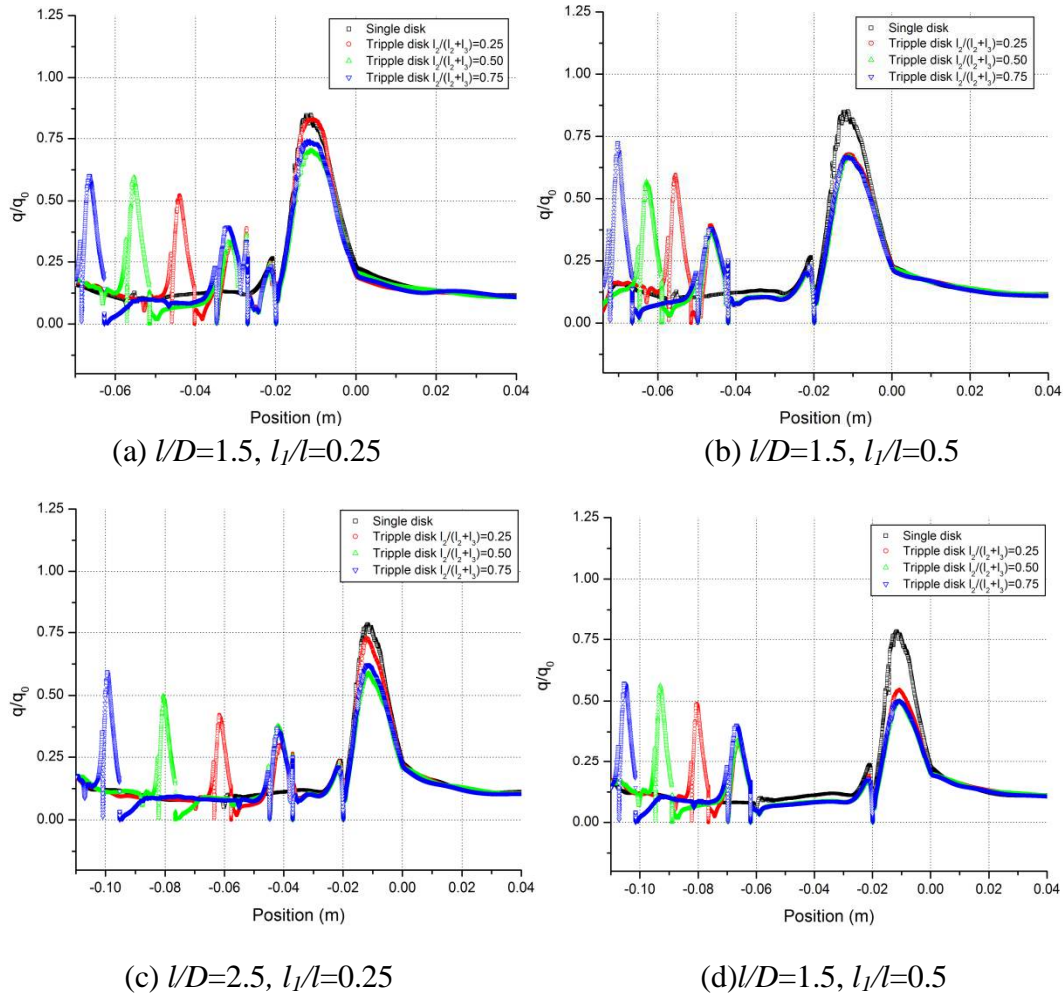 1.25
1.00
0.75
0.50
0.25
0.00
q/q0
-0.06 -0.04 -0.02 0.00 0.02 0.04
Position (m)
Single disk
Tripple disk l2/(l2+l3)=0.25
Tripple disk l2/(l2+l3)=0.50
Tripple disk l2/(l2+l3)=0.75
(a) l/D=1.5, l1/l=0.25
1.25
1.00
0.75
0.50
0.25
0.00
q/q0
-0.06 -0.04 -0.02 0.00 0.02 0.04
Position (m)
Single disk
Tripple disk l2/(l2+l3)=0.25
Tripple disk l2/(l2+l3)=0.50
Tripple disk l2/(l2+l3)=0.75
(b) l/D=1.5, l1/l=0.5
1.25
1.00
0.75
0.50
0.25
0.00
q/q0
-0.10 -0.08 -0.06 -0.04 -0.02 0.00 0.02 0.04
Position (m)
Single disk
Tripple disk l2/(l2+l3)=0.25
Tripple disk l2/(l2+l3)=0.50
Tripple disk l2/(l2+l3)=0.75
(c) l/D=2.5, l1/l=0.25
1.25
1.00
0.75
0.50
0.25
0.00
q/q0
-0.10 -0.08 -0.06 -0.04 -0.02 0.00 0.02 0.04
Position (m)
Single disk
Tripple disk l2/(l2+l3)=0.25
Tripple disk l2/(l2+l3)=0.50
Tripple disk l2/(l2+l3)=0.75
(d)l/D=1.5, l1/l=0.5